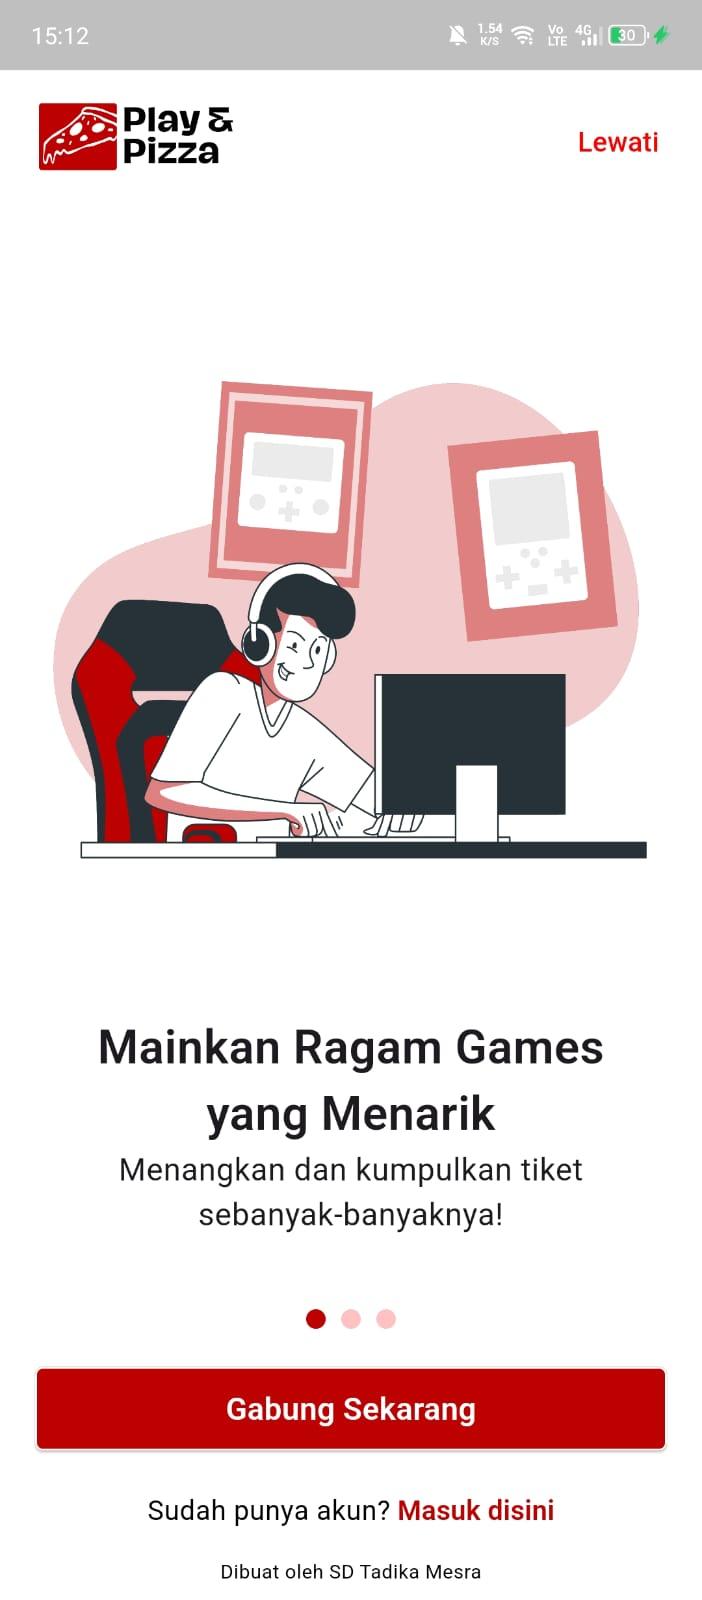 15:12
1.54
K/S
Vo
LTE
4G
30
Play &
Pizza
Lewati
Mainkan Ragam Games
yang Menarik
Menangkan dan kumpulkan tiket
sebanyak-banyaknya!
Gabung Sekarang
Sudah punya akun? Masuk disini
Dibuat oleh SD Tadika Mesra